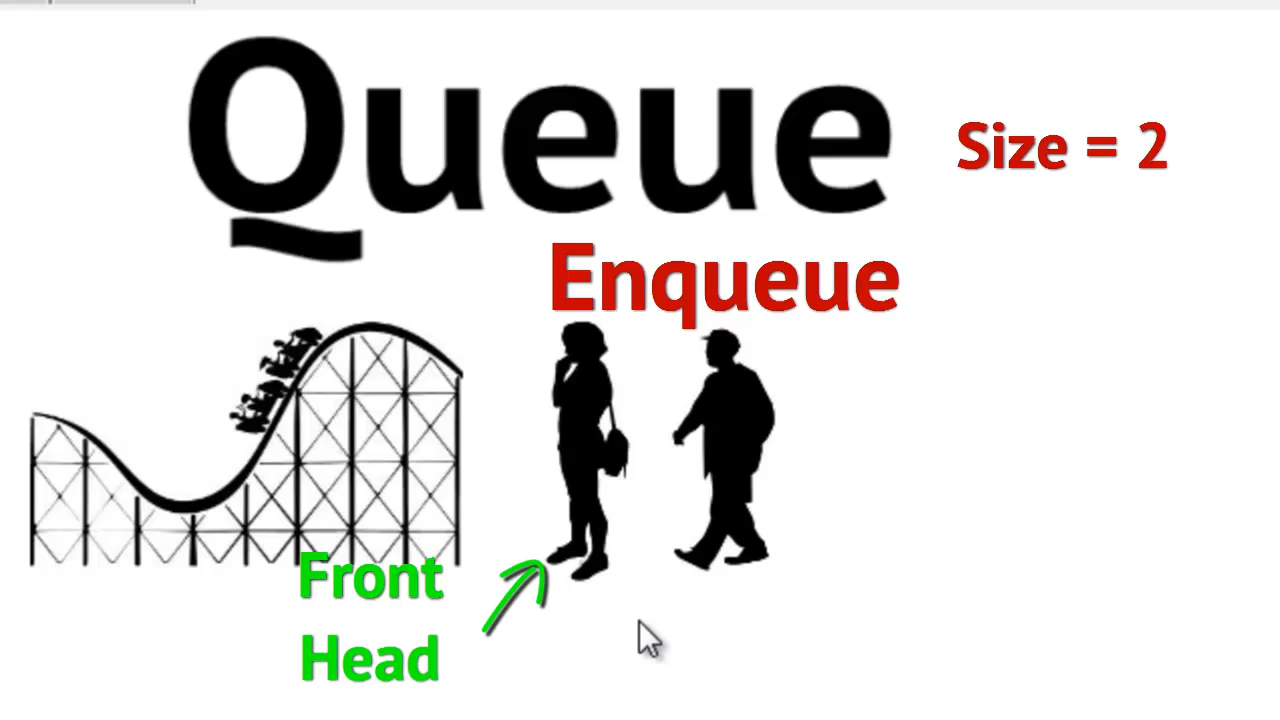 Queue
Size = 2
Enqueue
Front
Head